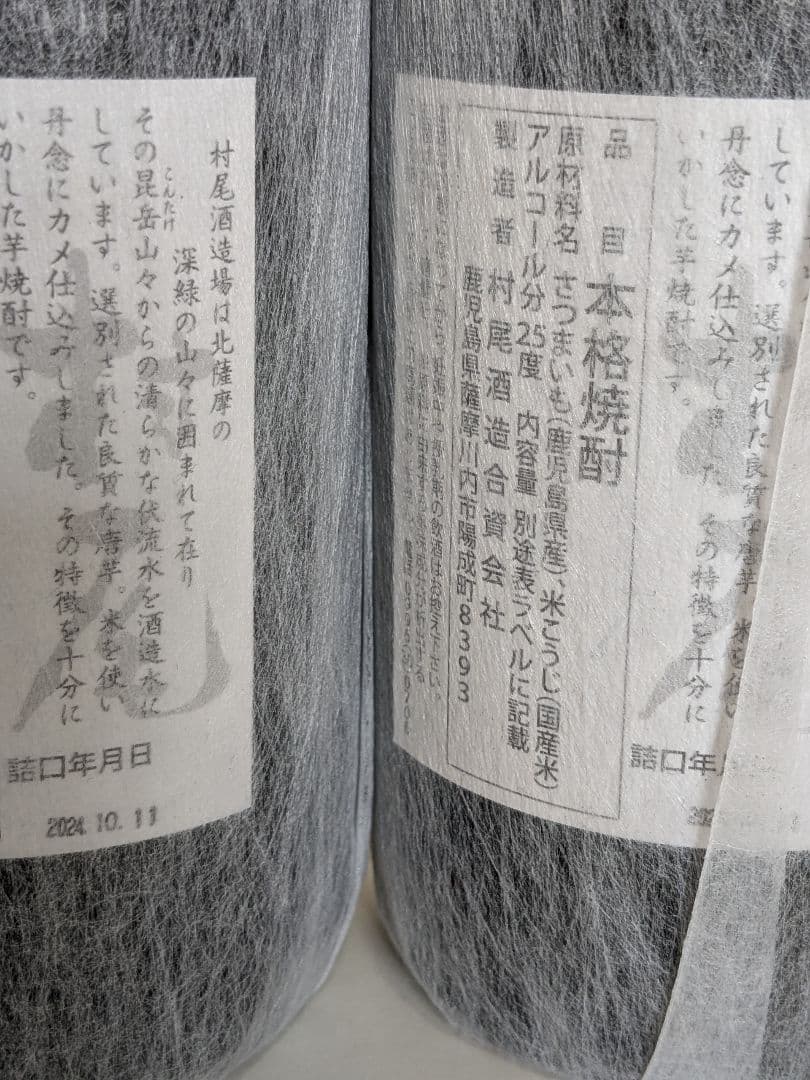 村尾酒造場は北薩摩の
深緑の山々に囲まれて在り
こんたけ
その昆岳山々からの清らかな伏流水を酒造水に
しています。選別された良質な唐芋、米を使い
丹念にカメ仕込みしました。その特徴を十分に
いかした芋焼酎です。
詰口年月日
2024.10.11
しています。選別された良質な唐芋、米を使い
丹念にカメ仕込みしました。その特徴を十分に
いかした芋焼酎です。
詰口年月
品目 本格焼酎
原材料名 さつまいも(鹿児島県産)、米こうじ(国産米)
アルコール分 25度 内容量 別途表ラベルに記載
製造者 村尾酒造合資会社
鹿児島県薩摩川内市陽成町8393